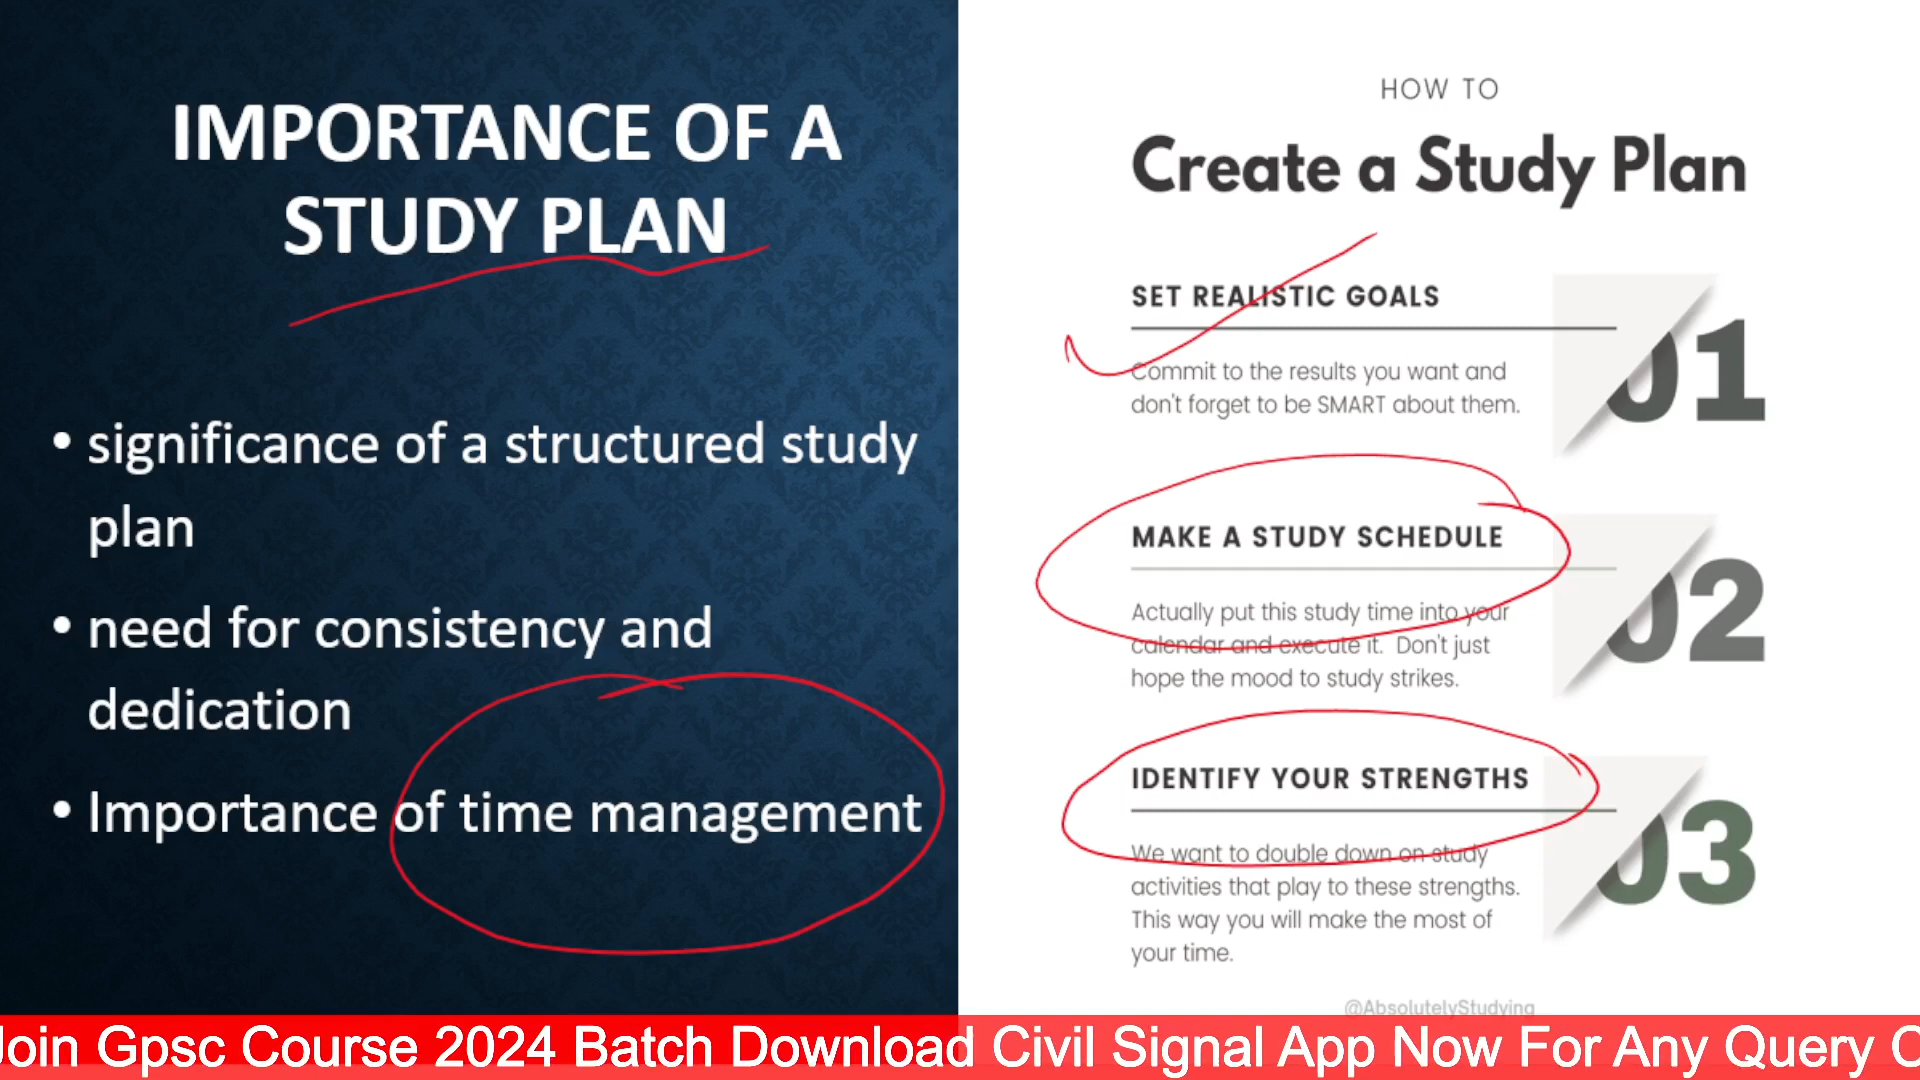 IMPORTANCE OF A
STUDY PLAN
• significance of a structured study
plan
• need for consistency and
dedication
• Importance of time management
HOW TO
Create a Study Plan
SET REALISTIC GOALS
Commit to the results you want and
don't forget to be SMART about them.
01
MAKE A STUDY SCHEDULE
Actually put this study time into your
calendar and execute it. Don't just
hope the mood to study strikes.
02
IDENTIFY YOUR STRENGTHS
We want to double down on study
activities that play to these strengths.
This way you will make the most of
your time.
03
@AbsolutelyStudying
Join Gpsc Course 2024 Batch Download Civil Signal App Now For Any Query